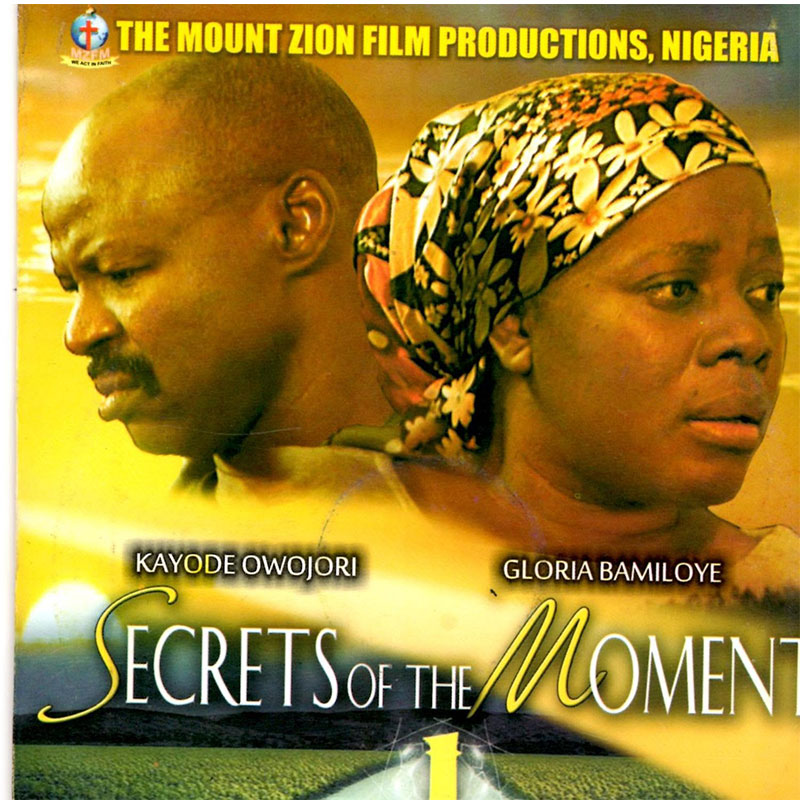 THE MOUNT ZION FILM PRODUCTIONS, NIGERIA
MZFM
WE ACT IN FAITH
KAYODE OWOJORI
GLORIA BAMILOYE
SECRETS OF THE MOMENT
1